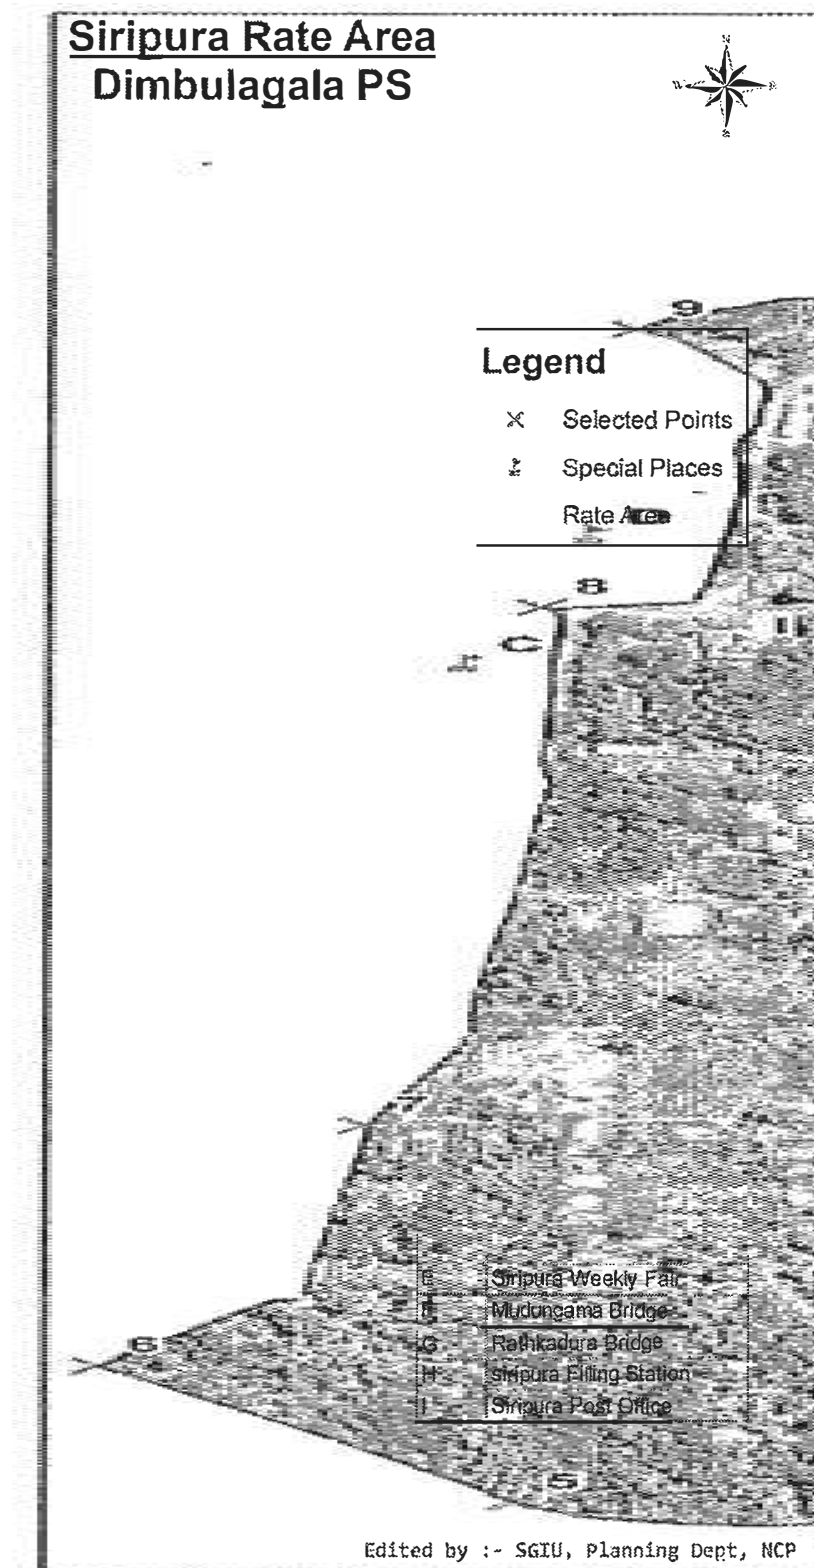 Siripura Rate Area
Dimbulagala PS
N
W E
S
9
Legend
Selected Points
Special Places
Rate Area
8
C
7
E Siripura Weekly Fair
F Mudungama Bridge
G Rathkadura Bridge
H siripura Filling Station
I Siripura Post Office
6
5
Edited by :- SGIU, Planning Dept, NCP